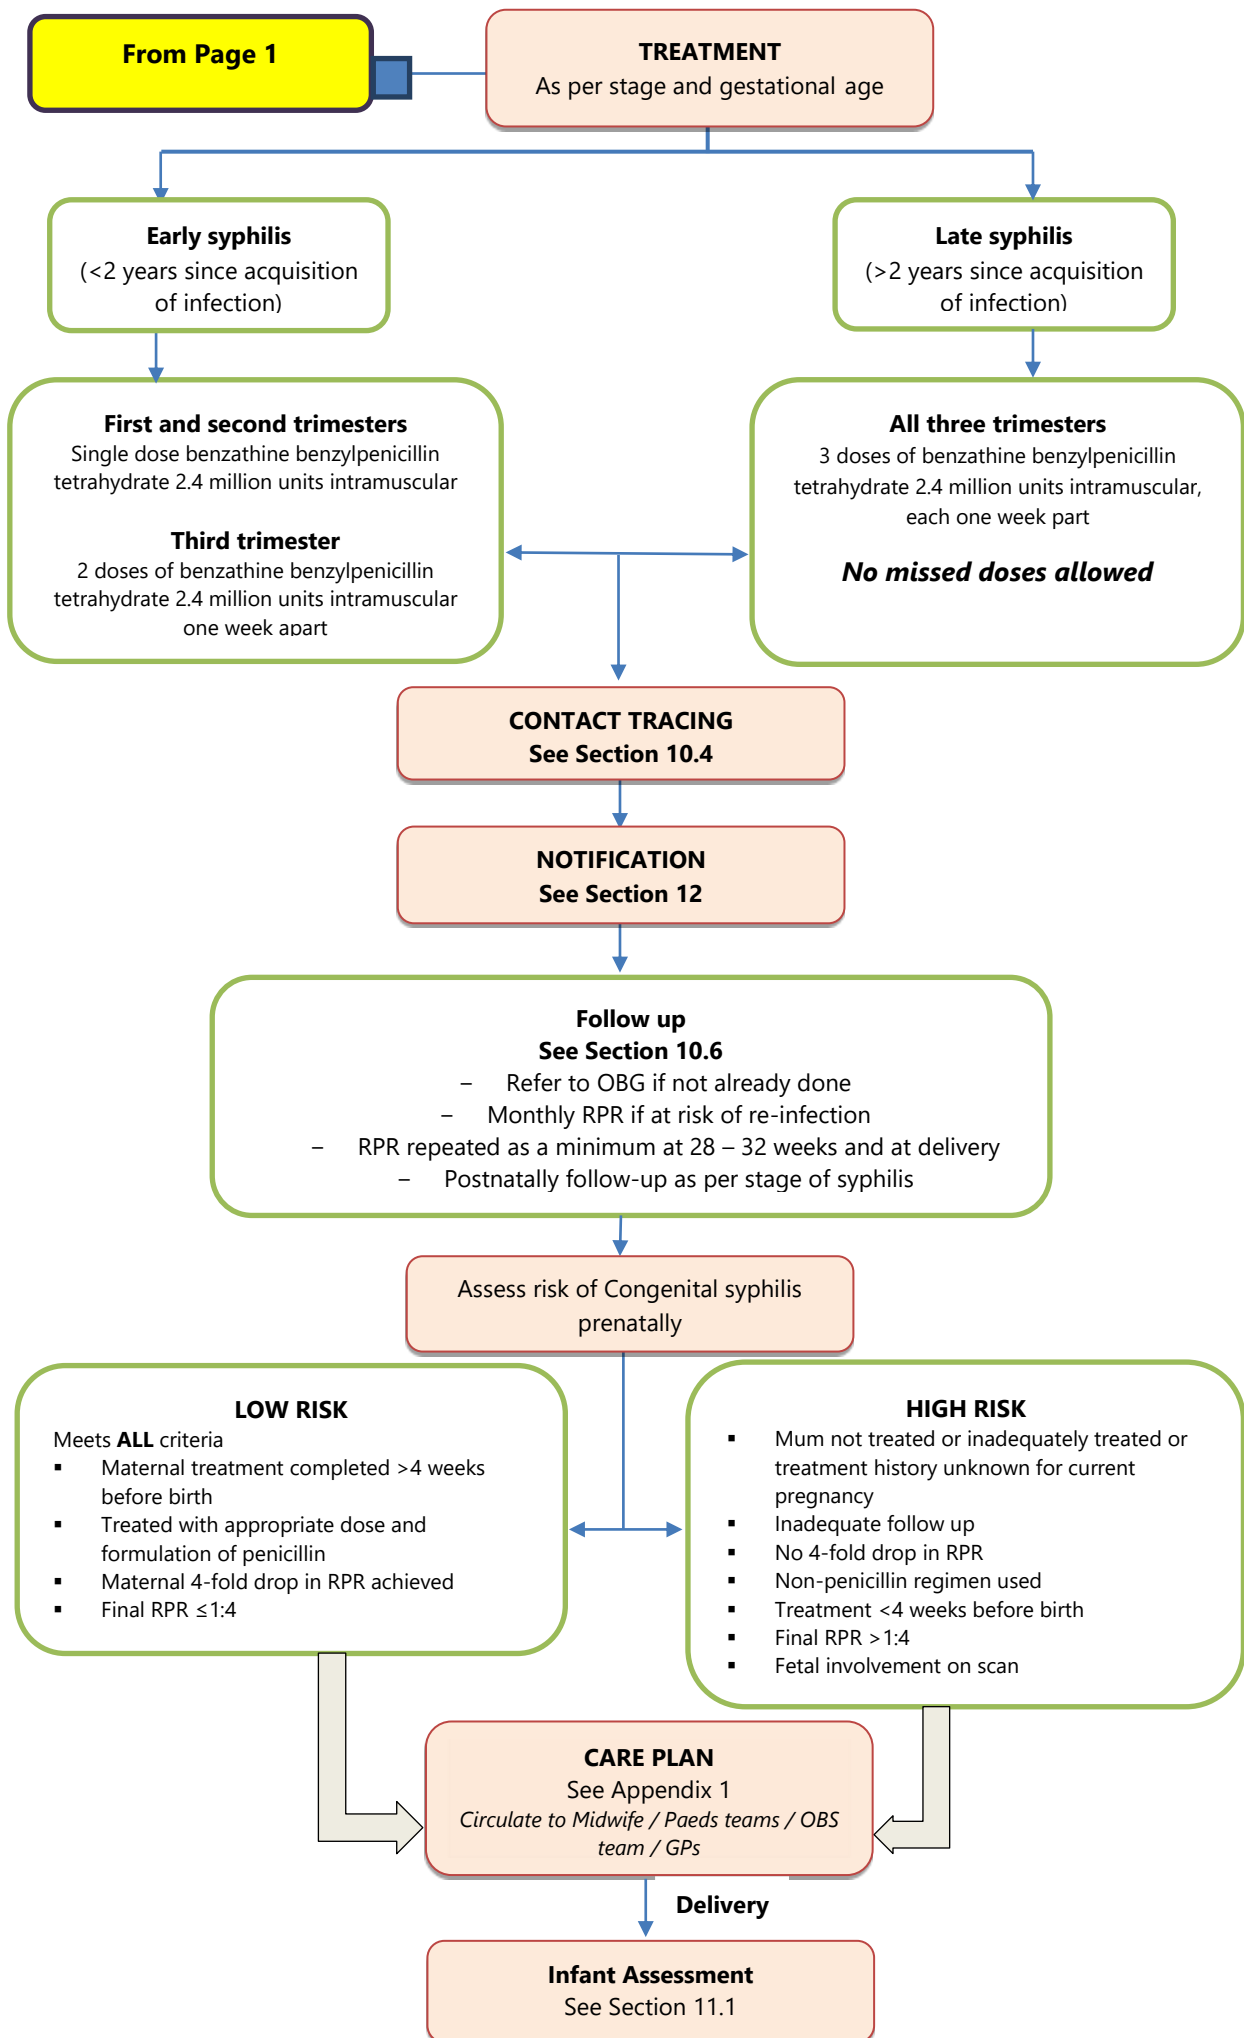 From Page 1
TREATMENT
As per stage and gestational age
Early syphilis
(<2 years since acquisition
of infection)
Late syphilis
(>2 years since acquisition
of infection)
First and second trimesters
Single dose benzathine benzylpenicillin
tetrahydrate 2.4 million units intramuscular
Third trimester
2 doses of benzathine benzylpenicillin
tetrahydrate 2.4 million units intramuscular
one week apart
All three trimesters
3 doses of benzathine benzylpenicillin
tetrahydrate 2.4 million units intramuscular,
each one week part
No missed doses allowed
CONTACT TRACING
See Section 10.4
NOTIFICATION
See Section 12
Follow up
See Section 10.6
– Refer to OBG if not already done
– Monthly RPR if at risk of re-infection
– RPR repeated as a minimum at 28 – 32 weeks and at delivery
– Postnatally follow-up as per stage of syphilis
Assess risk of Congenital syphilis
prenatally
LOW RISK
Meets ALL criteria
▪ Maternal treatment completed >4 weeks
before birth
▪ Treated with appropriate dose and
formulation of penicillin
▪ Maternal 4-fold drop in RPR achieved
▪ Final RPR ≤1:4
HIGH RISK
▪ Mum not treated or inadequately treated or
treatment history unknown for current
pregnancy
▪ Inadequate follow up
▪ No 4-fold drop in RPR
▪ Non-penicillin regimen used
▪ Treatment <4 weeks before birth
▪ Final RPR >1:4
▪ Fetal involvement on scan
CARE PLAN
See Appendix 1
Circulate to Midwife / Paeds teams / OBS
team / GPs
Delivery
Infant Assessment
See Section 11.1